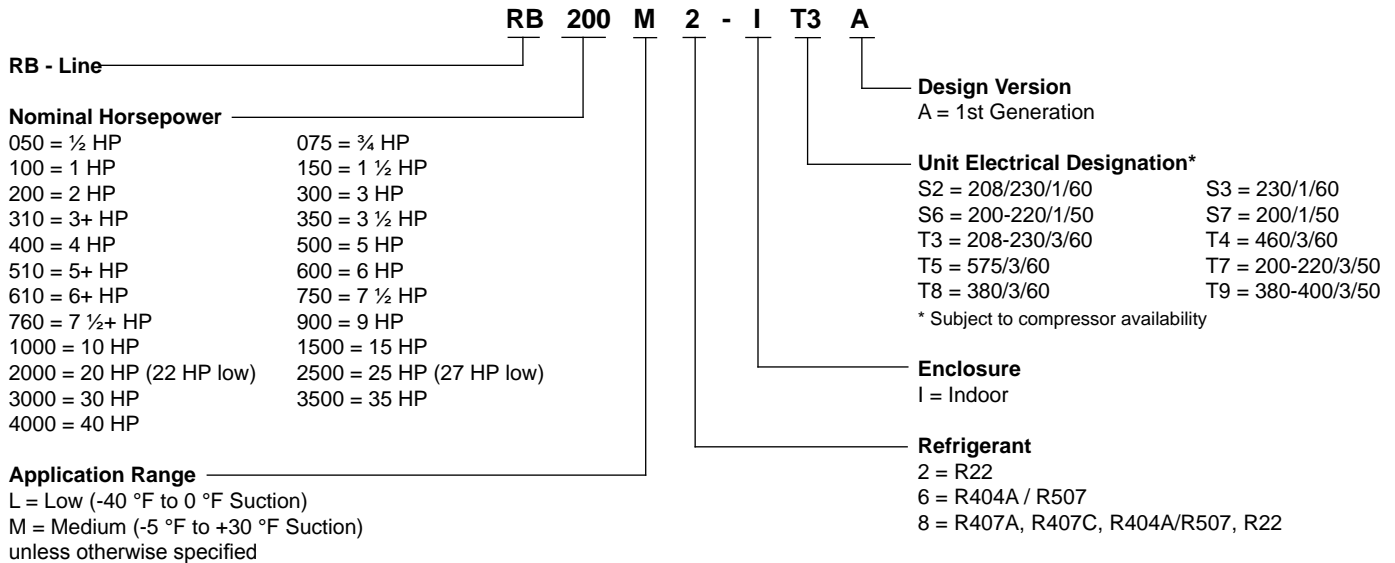 RB 200 M 2 - I T3 A
RB - Line
Nominal Horsepower
050 = ½ HP 075 = ¾ HP
100 = 1 HP 150 = 1 ½ HP
200 = 2 HP 300 = 3 HP
310 = 3+ HP 350 = 3 ½ HP
400 = 4 HP 500 = 5 HP
510 = 5+ HP 600 = 6 HP
610 = 6+ HP 750 = 7 ½ HP
760 = 7 ½+ HP 900 = 9 HP
1000 = 10 HP 1500 = 15 HP
2000 = 20 HP (22 HP low) 2500 = 25 HP (27 HP low)
3000 = 30 HP 3500 = 35 HP
4000 = 40 HP
Application Range
L = Low (-40 °F to 0 °F Suction)
M = Medium (-5 °F to +30 °F Suction)
unless otherwise specified
Design Version
A = 1st Generation
Unit Electrical Designation*
S2 = 208/230/1/60 S3 = 230/1/60
S6 = 200-220/1/50 S7 = 200/1/50
T3 = 208-230/3/60 T4 = 460/3/60
T5 = 575/3/60 T7 = 200-220/3/50
T8 = 380/3/60 T9 = 380-400/3/50
* Subject to compressor availability
Enclosure
I = Indoor
Refrigerant
2 = R22
6 = R404A / R507
8 = R407A, R407C, R404A/R507, R22